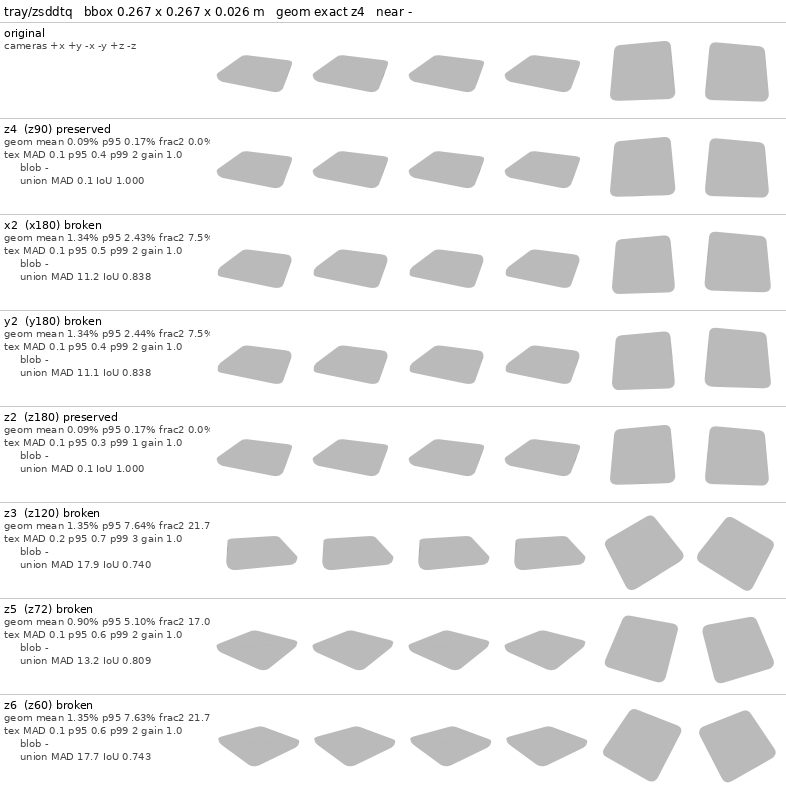 tray/zsddtq bbox 0.267 x 0.267 x 0.026 m geom exact z4 near -
original
cameras +x +y -x -y +z -z
z4 (z90) preserved
geom mean 0.09% p95 0.17% frac2 0.0%
tex MAD 0.1 p95 0.4 p99 2 gain 1.0
blob -
union MAD 0.1 IoU 1.000
x2 (x180) broken
geom mean 1.34% p95 2.43% frac2 7.5%
tex MAD 0.1 p95 0.5 p99 2 gain 1.0
blob -
union MAD 11.2 IoU 0.838
y2 (y180) broken
geom mean 1.34% p95 2.44% frac2 7.5%
tex MAD 0.1 p95 0.4 p99 2 gain 1.0
blob -
union MAD 11.1 IoU 0.838
z2 (z180) preserved
geom mean 0.09% p95 0.17% frac2 0.0%
tex MAD 0.1 p95 0.3 p99 1 gain 1.0
blob -
union MAD 0.1 IoU 1.000
z3 (z120) broken
geom mean 1.35% p95 7.64% frac2 21.7
tex MAD 0.2 p95 0.7 p99 3 gain 1.0
blob -
union MAD 17.9 IoU 0.740
z5 (z72) broken
geom mean 0.90% p95 5.10% frac2 17.0
tex MAD 0.1 p95 0.6 p99 2 gain 1.0
blob -
union MAD 13.2 IoU 0.809
z6 (z60) broken
geom mean 1.35% p95 7.63% frac2 21.7
tex MAD 0.1 p95 0.6 p99 2 gain 1.0
blob -
union MAD 17.7 IoU 0.743